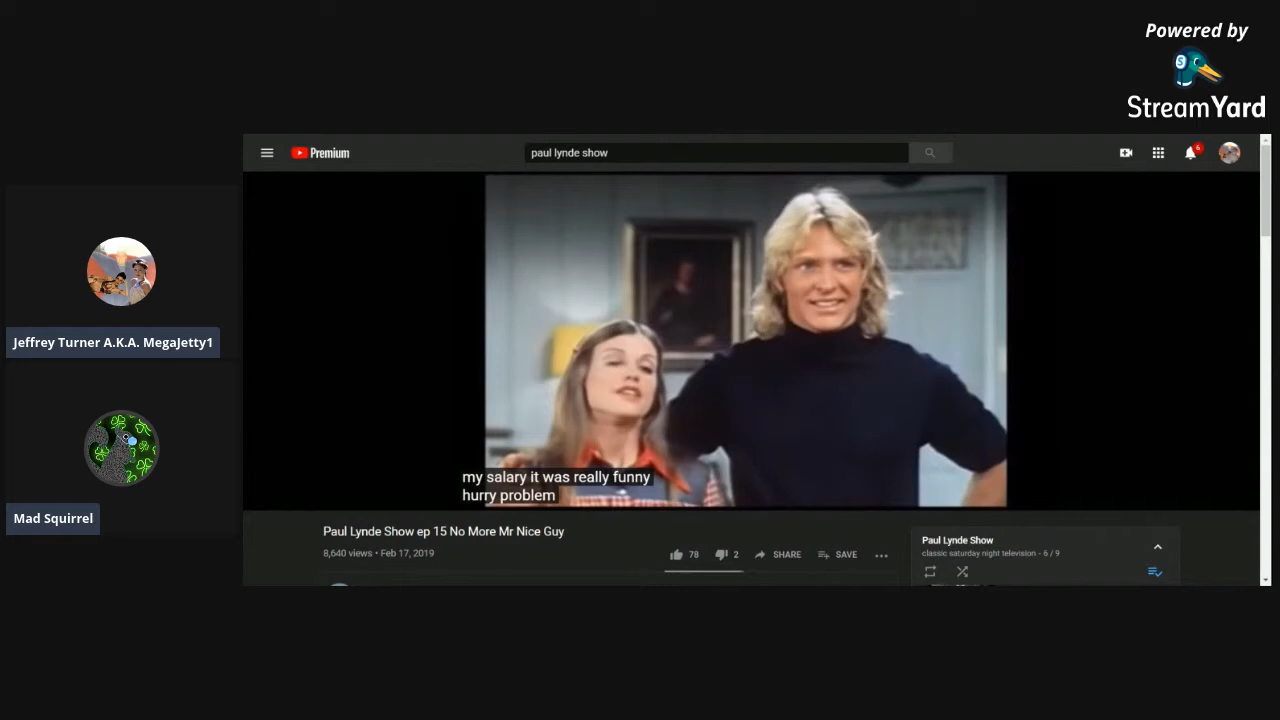 Powered by
StreamYard
Premium
paul lynde show
6
Jeffrey Turner A.K.A. MegaJetty1
Mad Squirrel
my salary it was really funny
hurry problem
Paul Lynde Show ep 15 No More Mr Nice Guy
8,640 views • Feb 17, 2019
78
2
SHARE
SAVE
Paul Lynde Show
classic saturday night television - 6 / 9